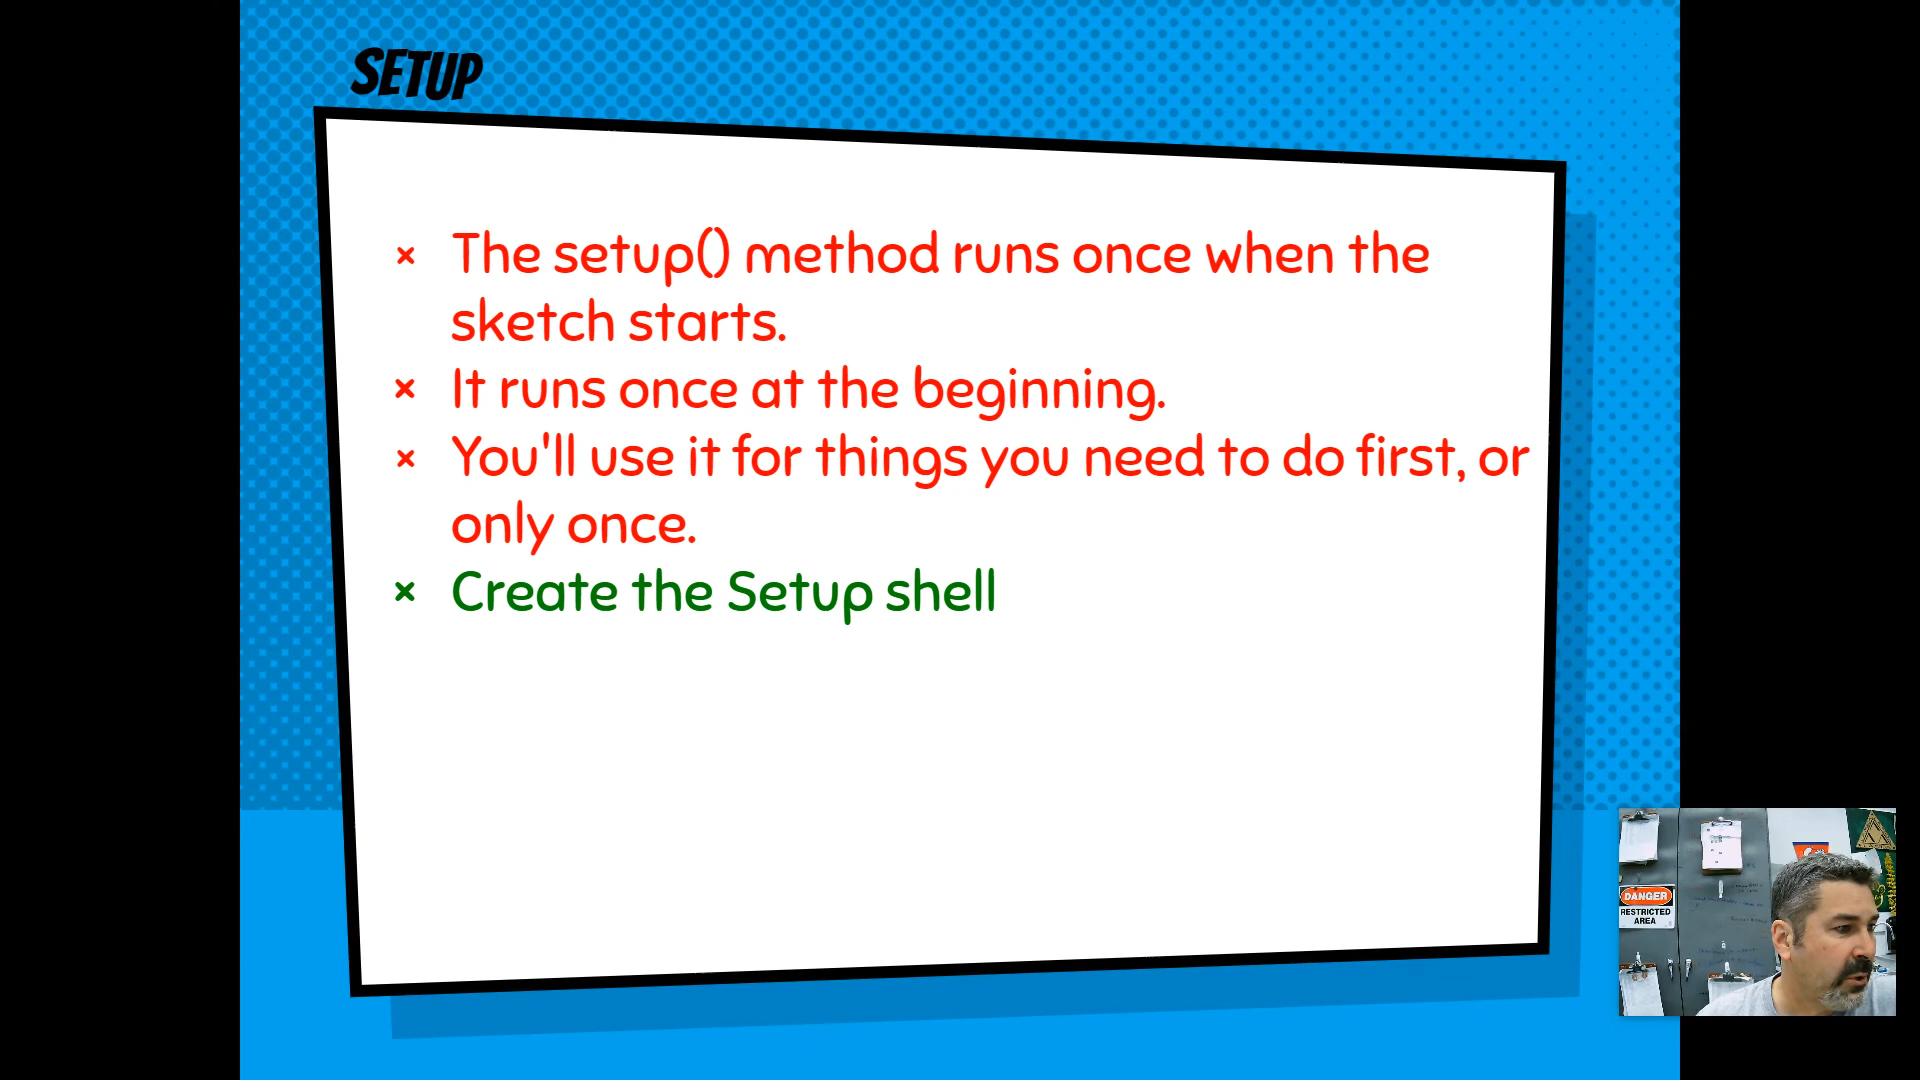 SETUP
× The setup() method runs once when the
sketch starts.
× It runs once at the beginning.
× You'll use it for things you need to do first, or
only once.
× Create the Setup shell
DANGER
RESTRICTED
AREA